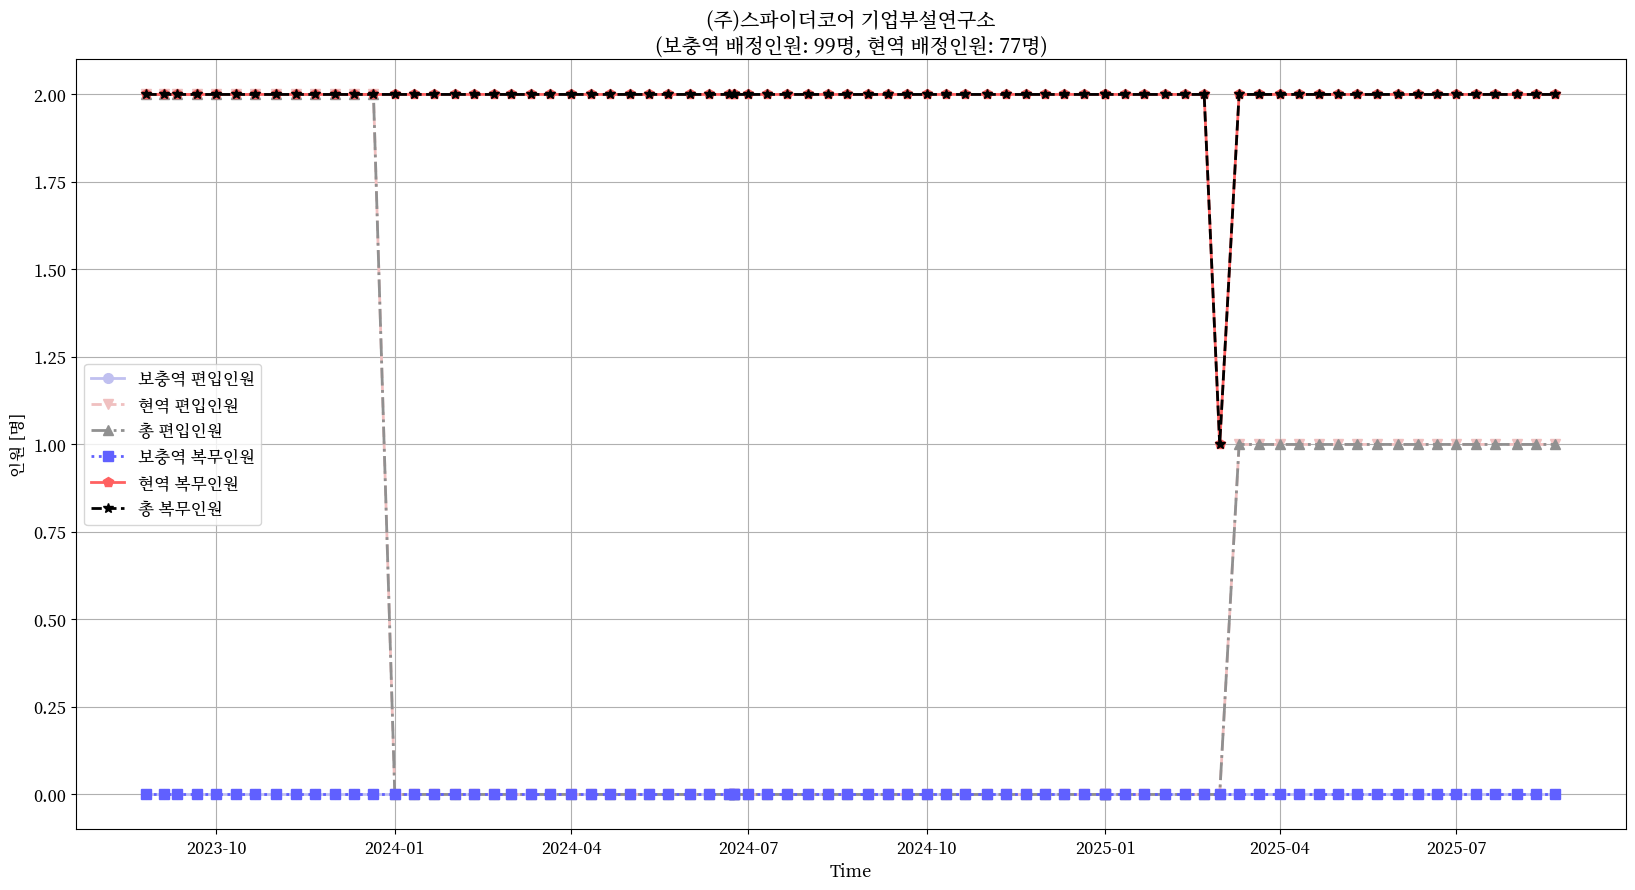 (주)스파이더코어 기업부설연구소
(보충역 배정인원: 99명, 현역 배정인원: 77명)
2.00
1.75
1.50
1.25
1.00
0.75
0.50
0.25
0.00
인원 [명]
보충역 편입인원
현역 편입인원
총 편입인원
보충역 복무인원
현역 복무인원
총 복무인원
2023-10
2024-01
2024-04
2024-07
2024-10
2025-01
2025-04
2025-07
Time